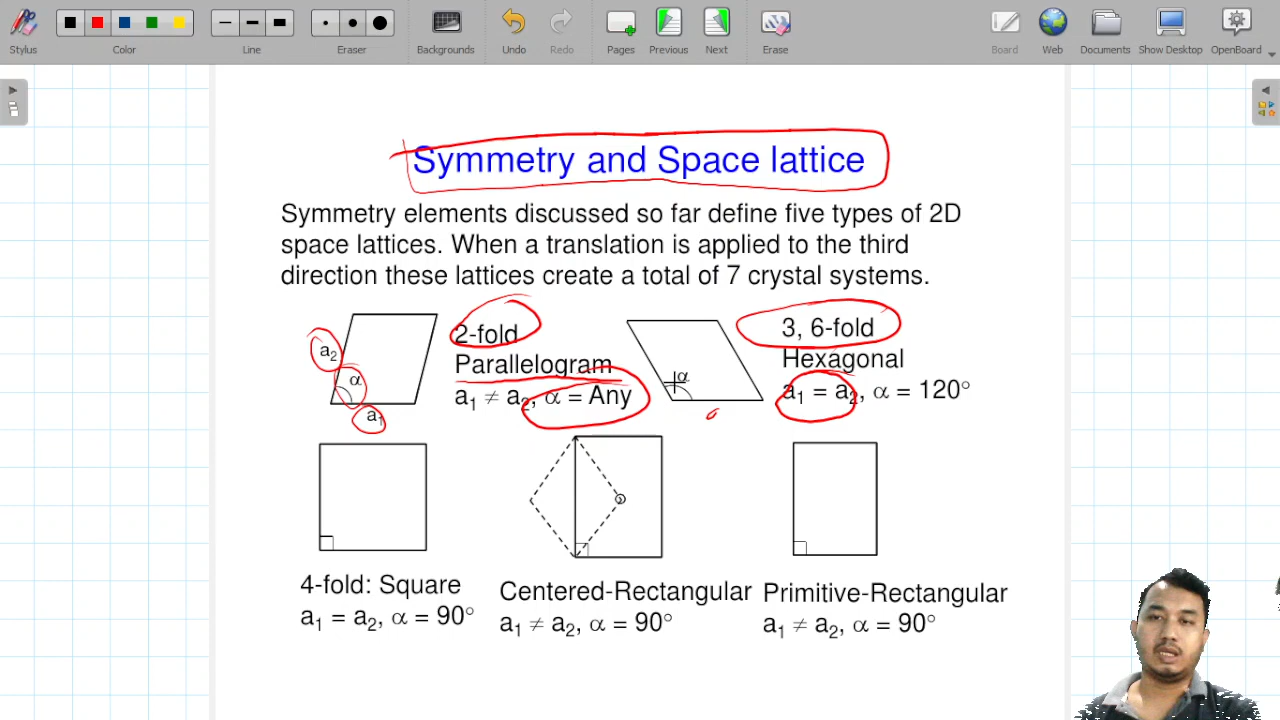 Stylus
Color
Line
Eraser
Backgrounds
Undo
Redo
Pages
Previous
Next
Erase
Board
Web
Documents
Show Desktop
OpenBoard
Symmetry and Space lattice
Symmetry elements discussed so far define five types of 2D
space lattices. When a translation is applied to the third
direction these lattices create a total of 7 crystal systems.
a₂
α
a₁
2-fold
Parallelogram
a₁ ≠ a₂, α = Any
α
3, 6-fold
Hexagonal
a₁ = a₂, α = 120°
4-fold: Square
a₁ = a₂, α = 90°
Centered-Rectangular
a₁ ≠ a₂, α = 90°
Primitive-Rectangular
a₁ ≠ a₂, α = 90°